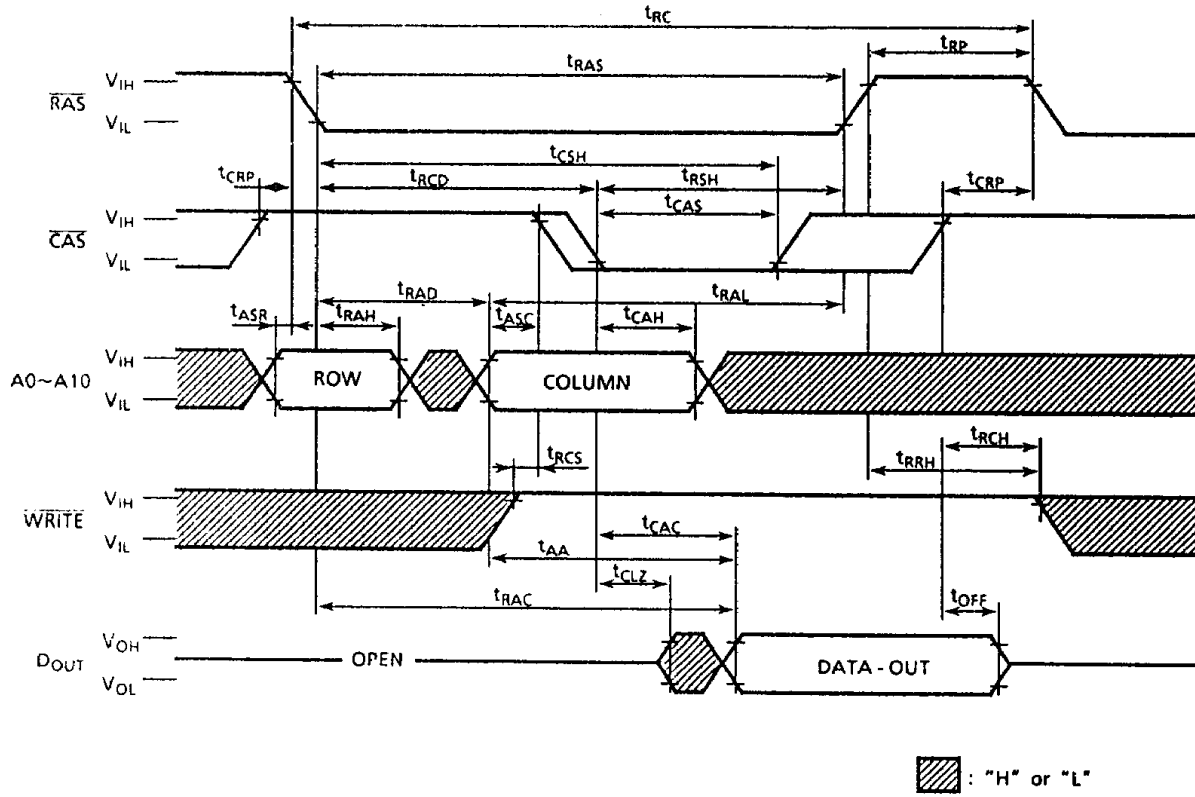 tRC
tRP
VIH
tRAS
RAS
VIL
tCSH
tCRP
tRCD
tRSH
tCRP
tCAS
VIH
CAS
VIL
tRAD
tRAL
tASR
tRAH
tASC
tCAH
VIH
A0~A10
ROW
COLUMN
VIL
tRCS
tRCH
tRRH
VIH
WRITE
VIL
tCAC
tAA
tCLZ
tRAC
tOFF
VOH
DOUT
OPEN
DATA - OUT
VOL
: "H" or "L"